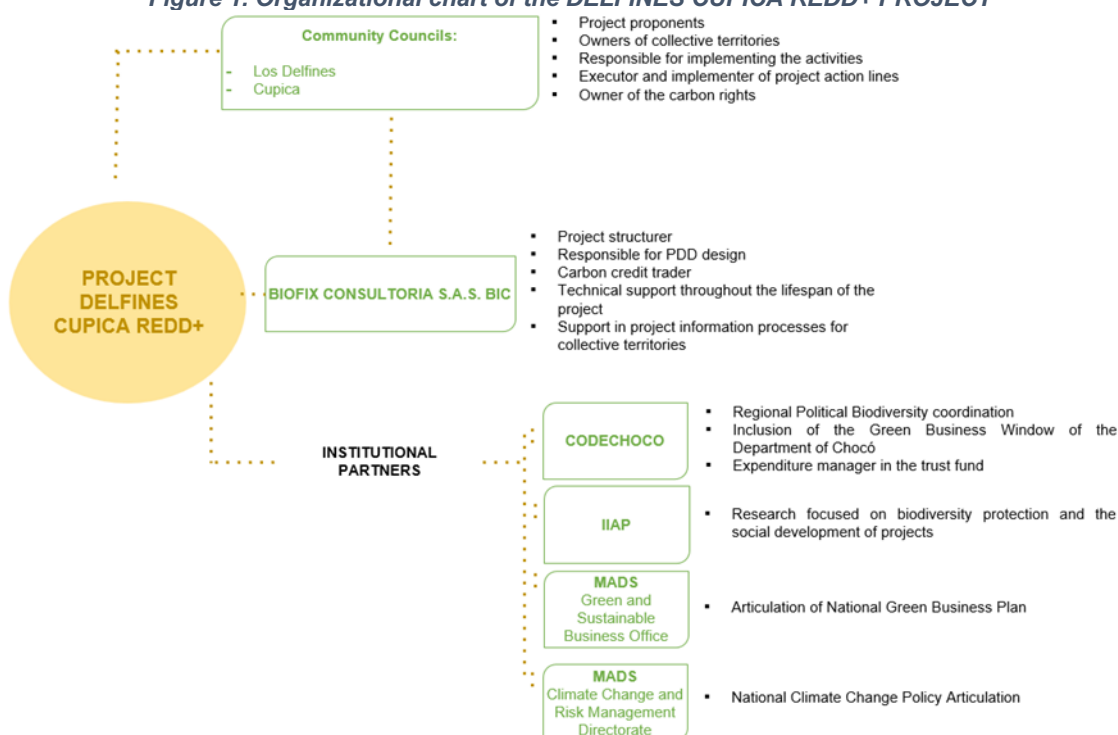 Figure 1. Organizational chart of the DELFINES CUPICA REDD+ PROJECT
Community Councils:
- Los Delfines
- Cupica
▪ Project proponents
▪ Owners of collective territories
▪ Responsible for implementing the activities
▪ Executor and implementer of project action lines
▪ Owner of the carbon rights
PROJECT
DELFINES
CUPICA REDD+
BIOFIX CONSULTORIA S.A.S. BIC
▪ Project structurer
▪ Responsible for PDD design
▪ Carbon credit trader
▪ Technical support throughout the lifespan of the
project
▪ Support in project information processes for
collective territories
INSTITUTIONAL
PARTNERS
CODECHOCO
▪ Regional Political Biodiversity coordination
▪ Inclusion of the Green Business Window of the
Department of Chocó
▪ Expenditure manager in the trust fund
IIAP
▪ Research focused on biodiversity protection and the
social development of projects
MADS
Green and
Sustainable
Business Office
▪ Articulation of National Green Business Plan
MADS
Climate Change and
Risk Management
Directorate
▪ National Climate Change Policy Articulation